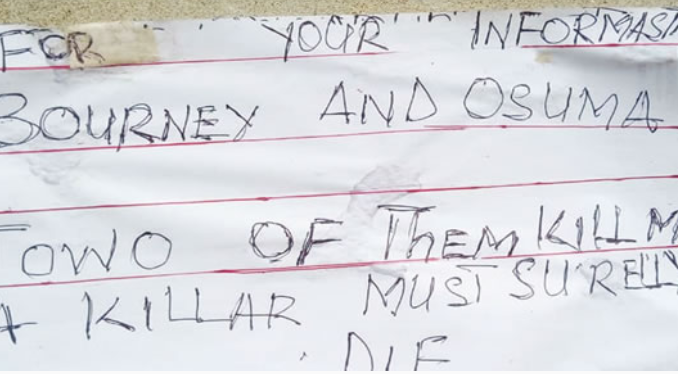 FOR YOUR INFORMASI
BOURNEY AND OSUMA
TOWO OF THEM KILL M
A KILLAR MUST SURELY
DIE